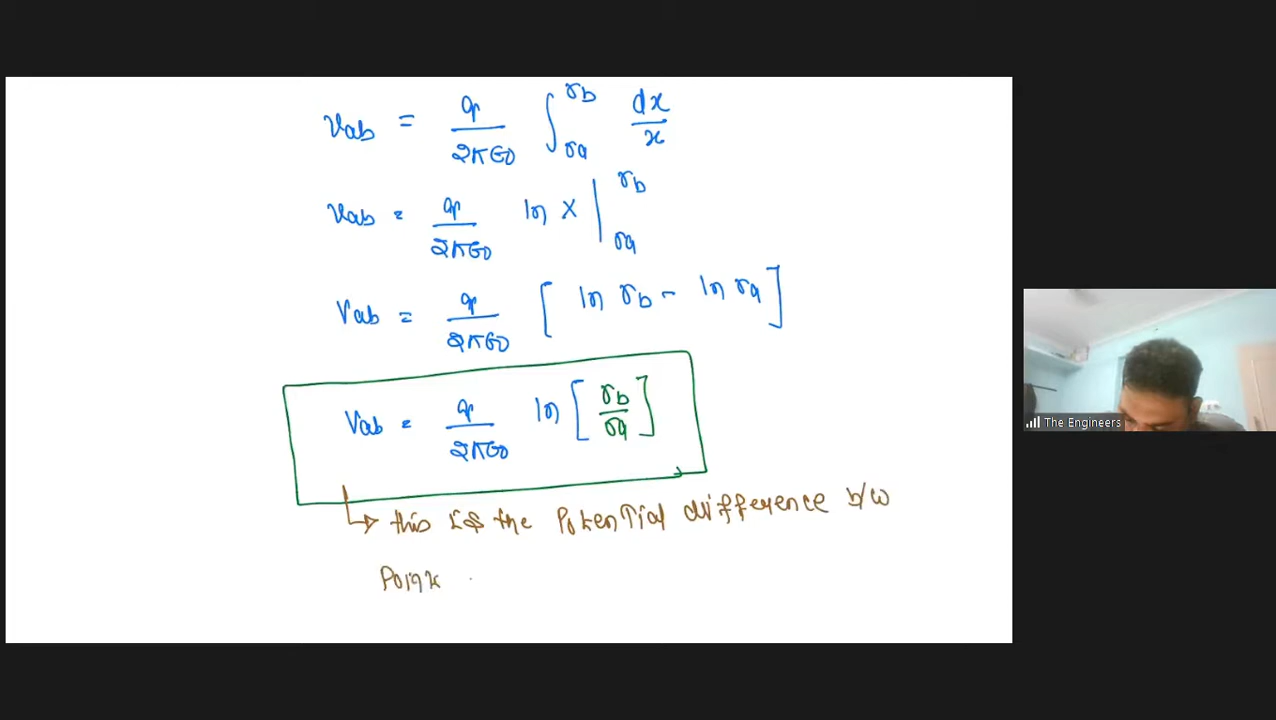 Vab = q/2πϵ0 ∫ra^rb dx/x
Vab = q/2πϵ0 ln x |ra^rb
Vab = q/2πϵ0 [ ln rb - ln ra ]
Vab = q/2πϵ0 ln [ rb/ra ]
↳ this is the Potential difference b/w
Point
The Engineers